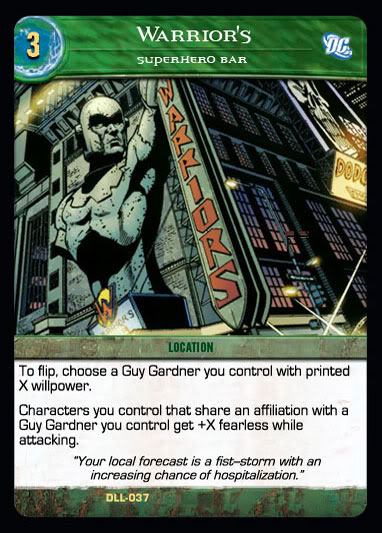 3
WARRIOR'S
SUPERHERO BAR
DC
WARRIORS
LOCATION
To flip, choose a Guy Gardner you control with printed
X willpower.
Characters you control that share an affiliation with a
Guy Gardner you control get +X fearless while
attacking.
"Your local forecast is a fist–storm with an
increasing chance of hospitalization."
DLL-037